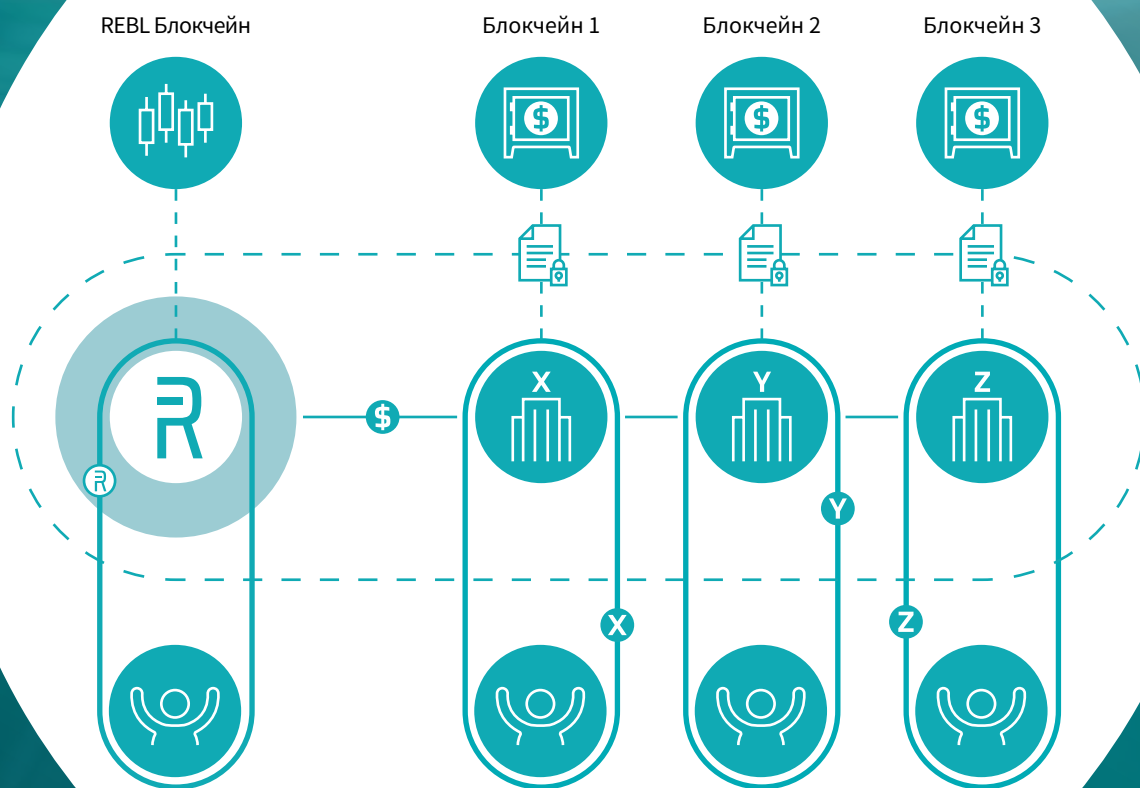 REBL Блокчейн
Блокчейн 1
Блокчейн 2
Блокчейн 3
$
$
$
R
$
X
Y
Z
R
Y
X
Z